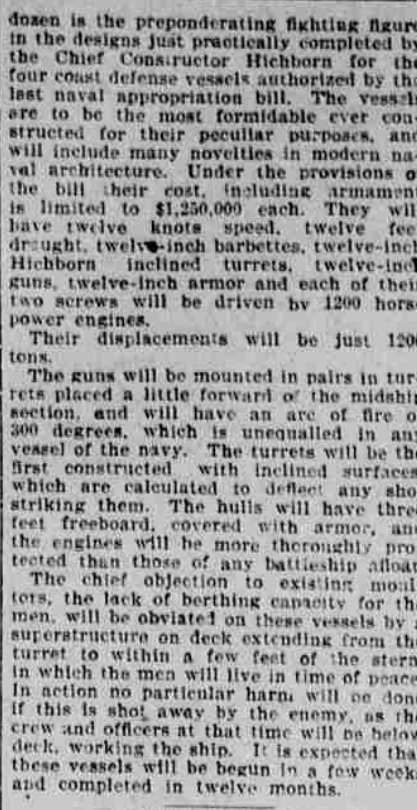 dozen is the preponderating fighting figure
in the designs just practically completed b
the Chief Constructor Hichborn for the
four coast defense vessels authorized by the
last naval appropriation bill. The vessels
are to be the most formidable ever con-
structed for their peculiar purposes, and
will include many novelties in modern na-
val architecture. Under the provisions o
the bill their cost, including armament
is limited to $1,250,000 each. They will
have twelve knots speed, twelve feet
draught, twelve-inch barbettes, twelve-inch
Hichborn inclined turrets, twelve-inch
guns, twelve-inch armor and each of their
two screws will be driven by 1200 horse
power engines.
Their displacements will be just 1200
tons.
The guns will be mounted in pairs in tur-
rets placed a little forward of the midship
section, and will have an arc of fire of
300 degrees, which is unequalled in any
vessel of the navy. The turrets will be the
first constructed with inclined surfaces,
which are calculated to deflect any shot
striking them. The hulls will have three
feet freeboard, covered with armor, and
the engines will be more thoroughly pro-
tected than those of any battleship afloat.
The chief objection to existing moni-
tors, the lack of berthing capacity for the
men, will be obviated on these vessels by
superstructure on deck extending from the
turret to within a few feet of the stern,
in which the men will live in time of peace.
In action no particular harm will be done
if this is shot away by the enemy, as the
crew and officers at that time will be below
deck, working the ship. It is expected that
these vessels will be begun in a few weeks
and completed in twelve months.